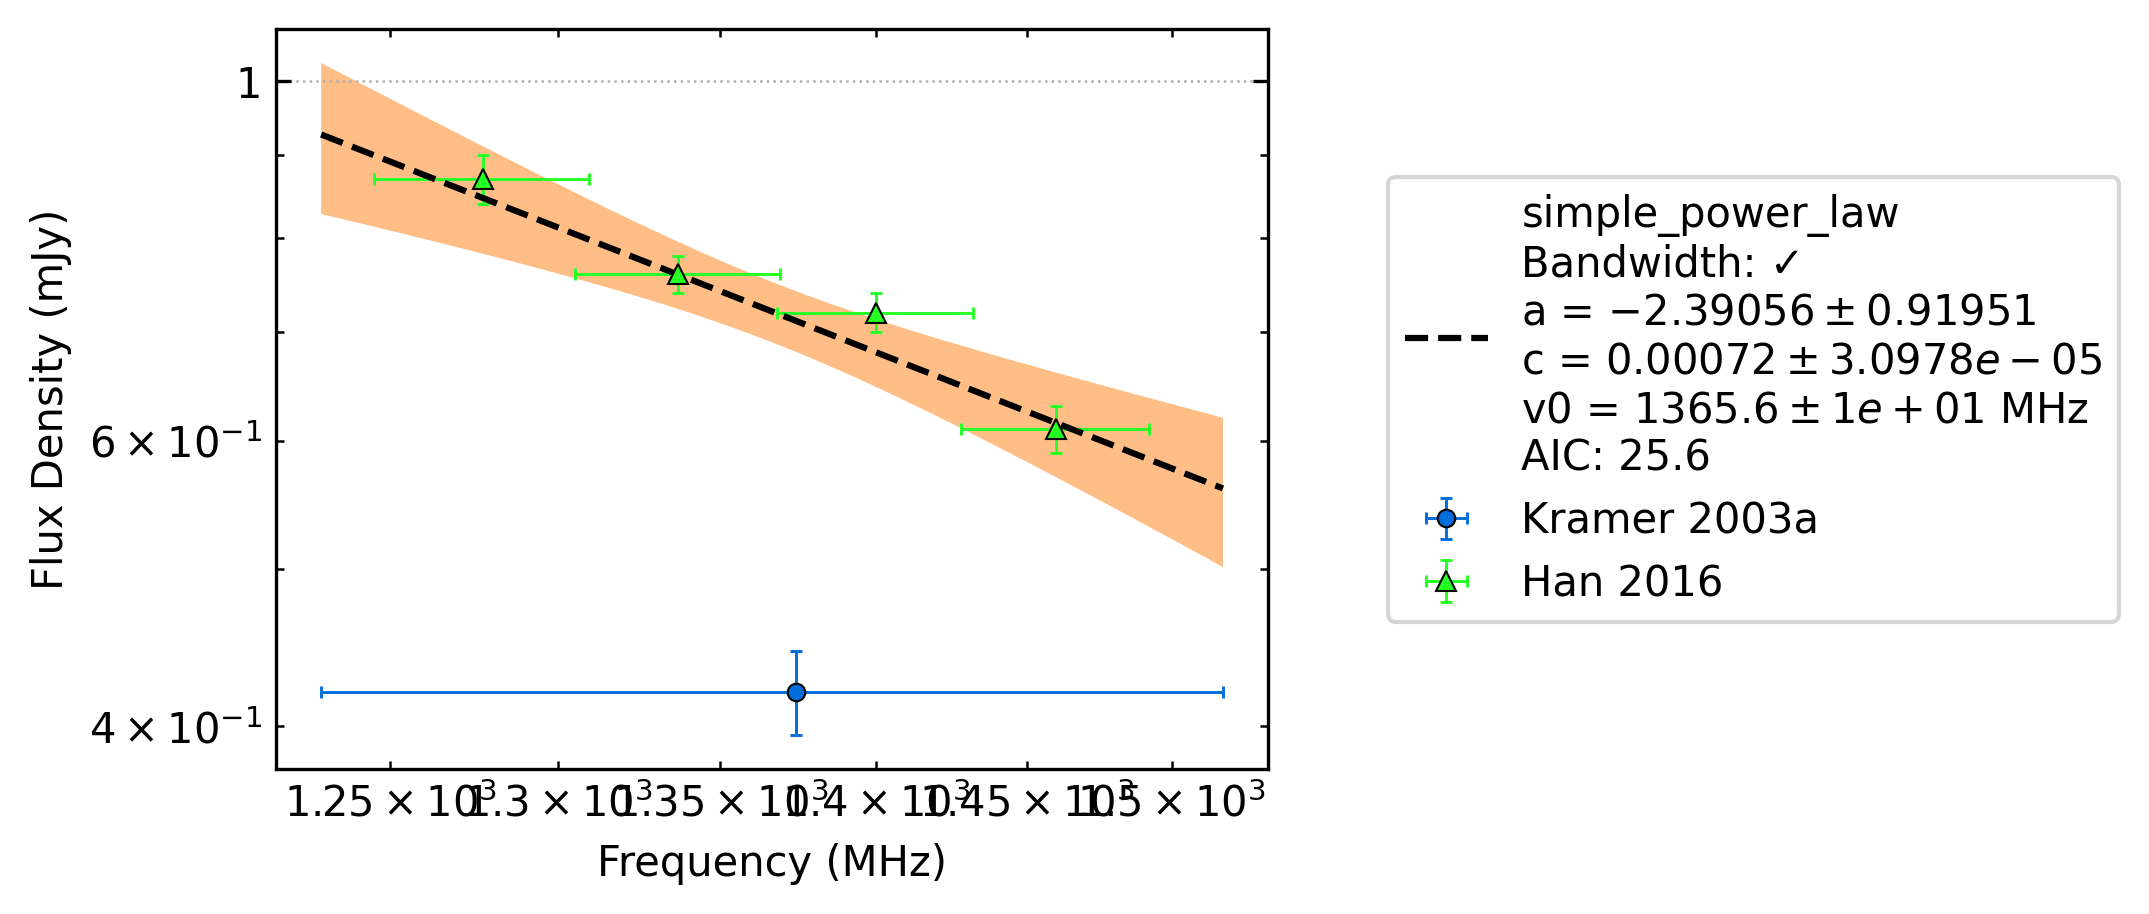 1
6 × 10⁻¹
4 × 10⁻¹
Flux Density (mJy)
1.25 × 10³
1.3 × 10³
1.35 × 10³
1.4 × 10³
1.45 × 10³
1.5 × 10³
Frequency (MHz)
simple_power_law
Bandwidth: ✓
a = −2.39056 ± 0.91951
c = 0.00072 ± 3.0978e − 05
v0 = 1365.6 ± 1e + 01 MHz
AIC: 25.6
Kramer 2003a
Han 2016